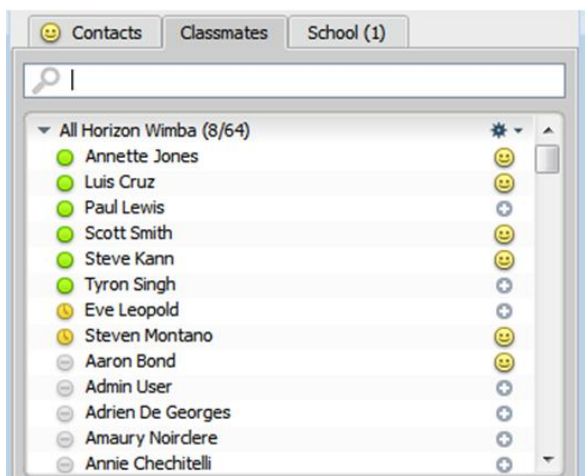 Contacts
Classmates
School (1)
All Horizon Wimba (8/64)
Annette Jones
Luis Cruz
Paul Lewis
Scott Smith
Steve Kann
Tyron Singh
Eve Leopold
Steven Montano
Aaron Bond
Admin User
Adrien De Georges
Amaury Noirclere
Annie Chechitelli